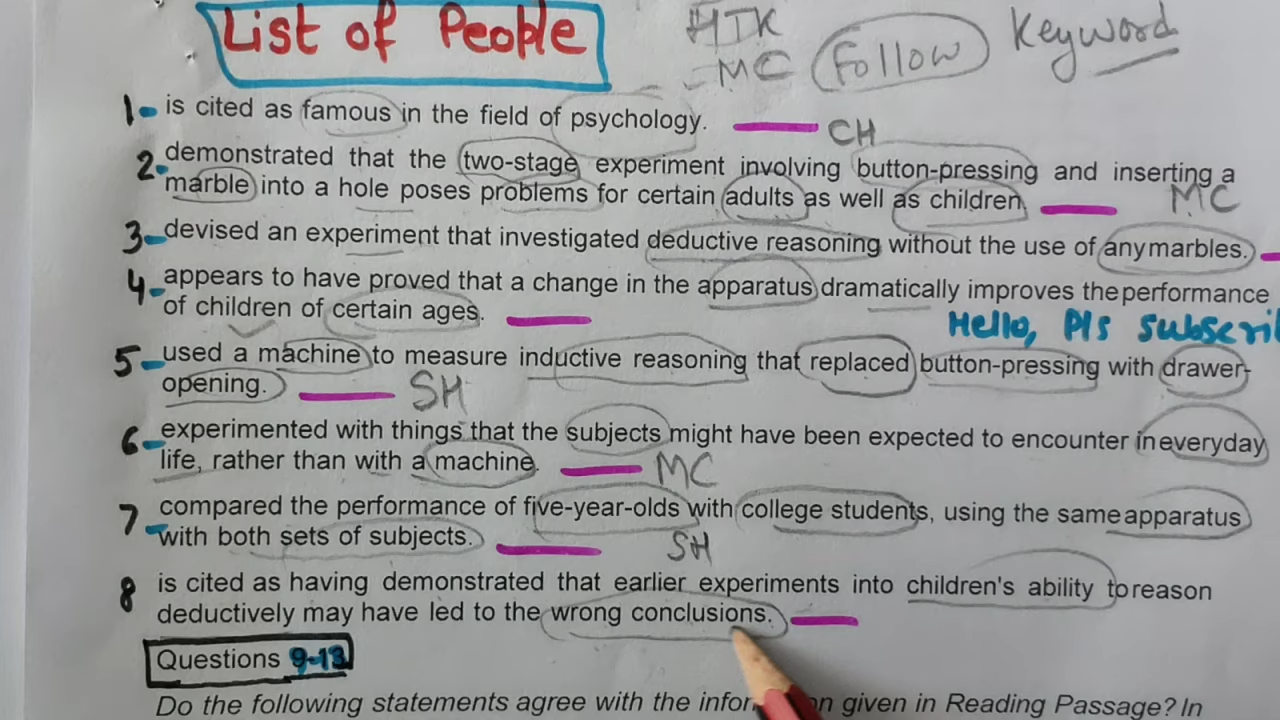 List of People
HTK
MC Follow Keyword
1- is cited as famous in the field of psychology. CH
2- demonstrated that the two-stage experiment involving button-pressing and inserting a
marble into a hole poses problems for certain adults as well as children. MC
3- devised an experiment that investigated deductive reasoning without the use of any marbles.
4- appears to have proved that a change in the apparatus dramatically improves the performance
of children of certain ages.
Hello, Pls Subscri
5- used a machine to measure inductive reasoning that replaced button-pressing with drawer-
opening. SH
6- experimented with things that the subjects might have been expected to encounter in everyday
life, rather than with a machine. MC
7- compared the performance of five-year-olds with college students, using the same apparatus
with both sets of subjects. SH
8 is cited as having demonstrated that earlier experiments into children's ability to reason
deductively may have led to the wrong conclusions.
Questions 9-13
Do the following statements agree with the on given in Reading Passage? In